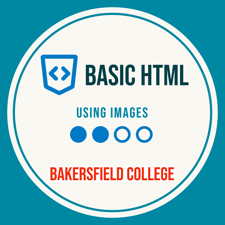 BASIC HTML
USING IMAGES
BAKERSFIELD COLLEGE